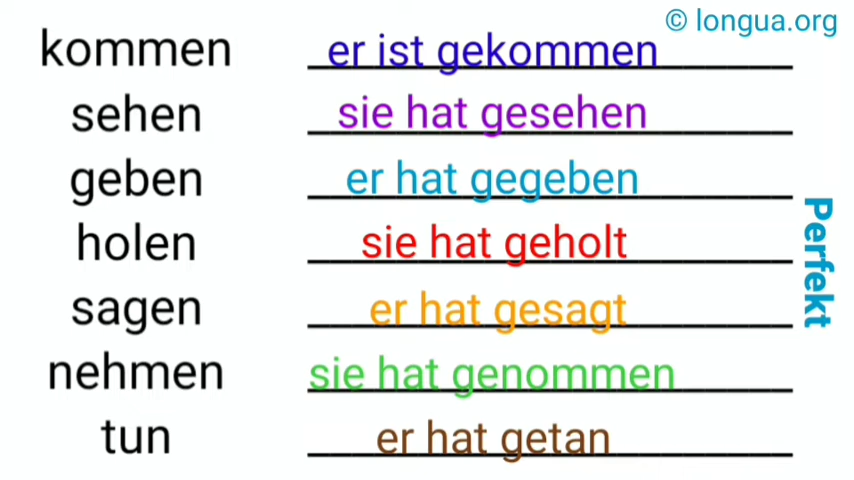 © longua.org
kommen er ist gekommen
sehen sie hat gesehen
geben er hat gegeben
holen sie hat geholt
sagen er hat gesagt
nehmen sie hat genommen
tun er hat getan
Perfekt